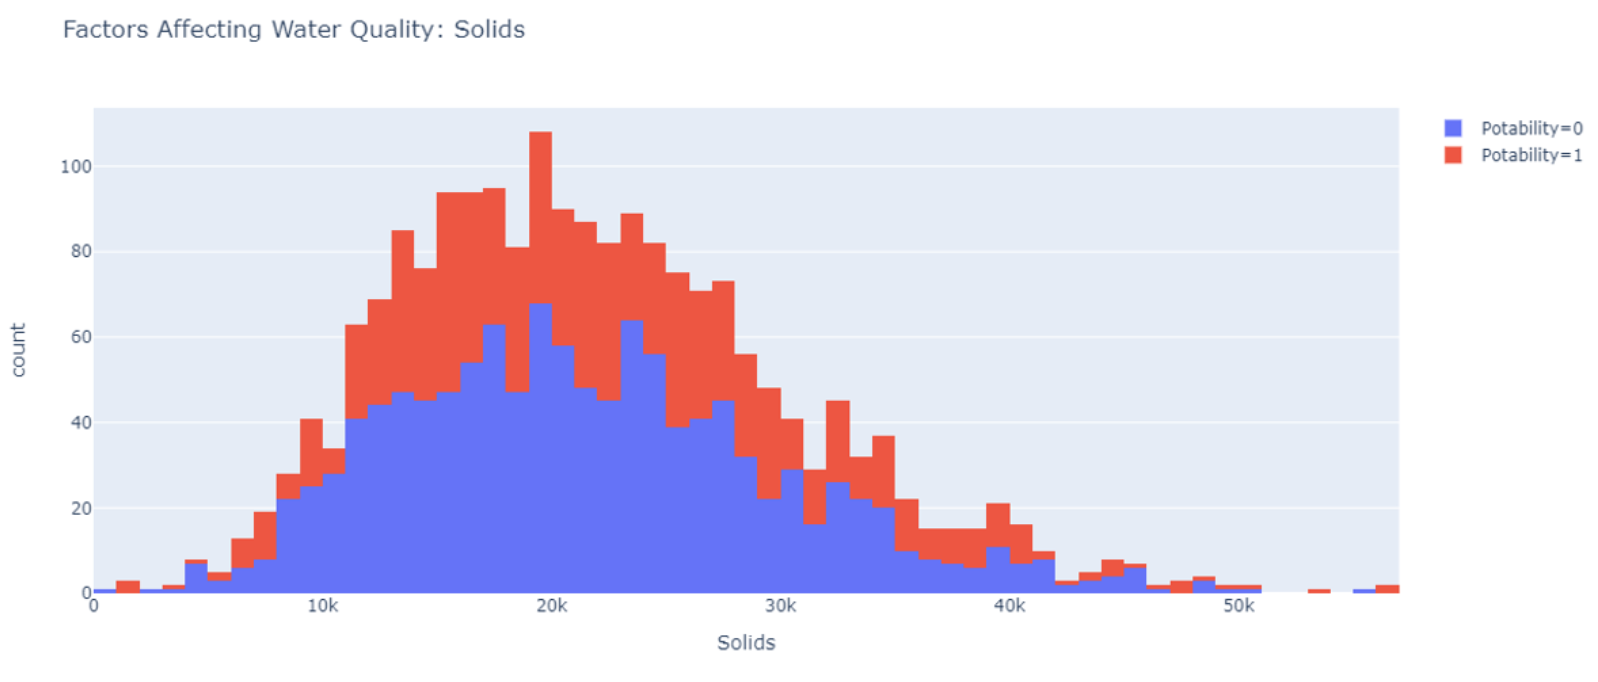 Factors Affecting Water Quality: Solids
Potability=0
Potability=1
count
100
80
60
40
20
0
0 10k 20k 30k 40k 50k
Solids